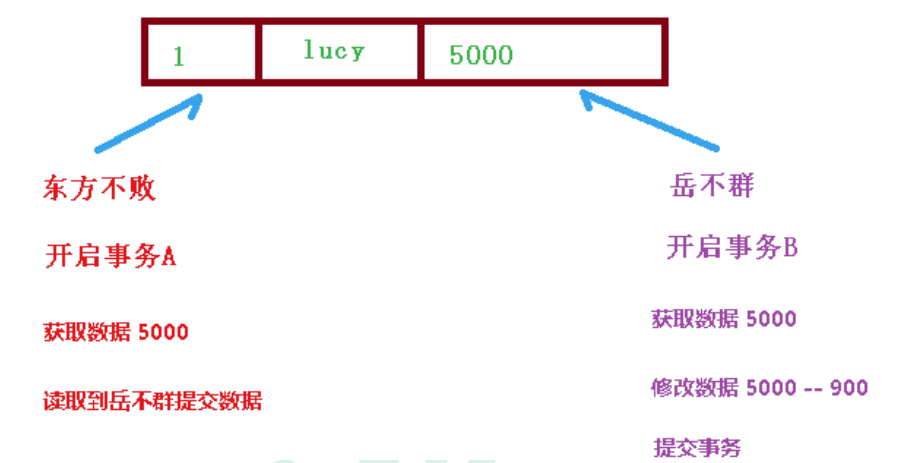 1 lucy 5000
东方不败
开启事务A
获取数据 5000
读取到岳不群提交数据
岳不群
开启事务B
获取数据 5000
修改数据 5000 -- 900
提交事务